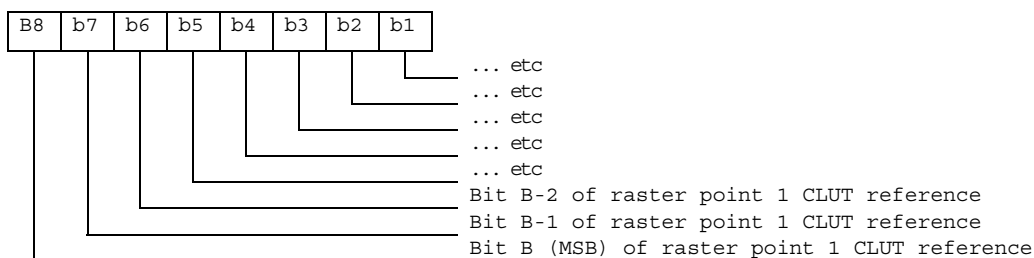 B8 b7 b6 b5 b4 b3 b2 b1
... etc
... etc
... etc
... etc
... etc
Bit B-2 of raster point 1 CLUT reference
Bit B-1 of raster point 1 CLUT reference
Bit B (MSB) of raster point 1 CLUT reference